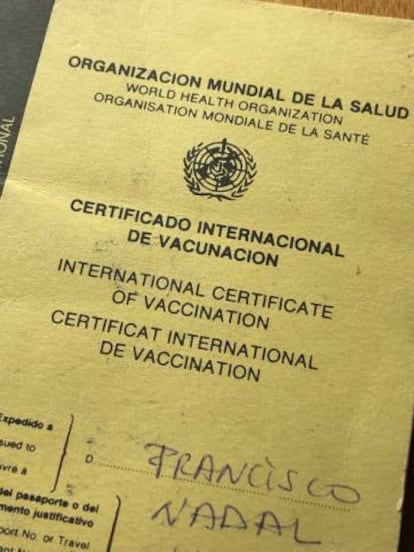 ORGANIZACION MUNDIAL DE LA SALUD
WORLD HEALTH ORGANIZATION
ORGANISATION MONDIALE DE LA SANTÉ
CERTIFICADO INTERNACIONAL
DE VACUNACION
INTERNATIONAL CERTIFICATE
OF VACCINATION
CERTIFICAT INTERNATIONAL
DE VACCINATION
Expedido a
ued to
vré à
D FRANCISCO
NADAL
del pasaporte o del
mento justificativo
port No. or Travel